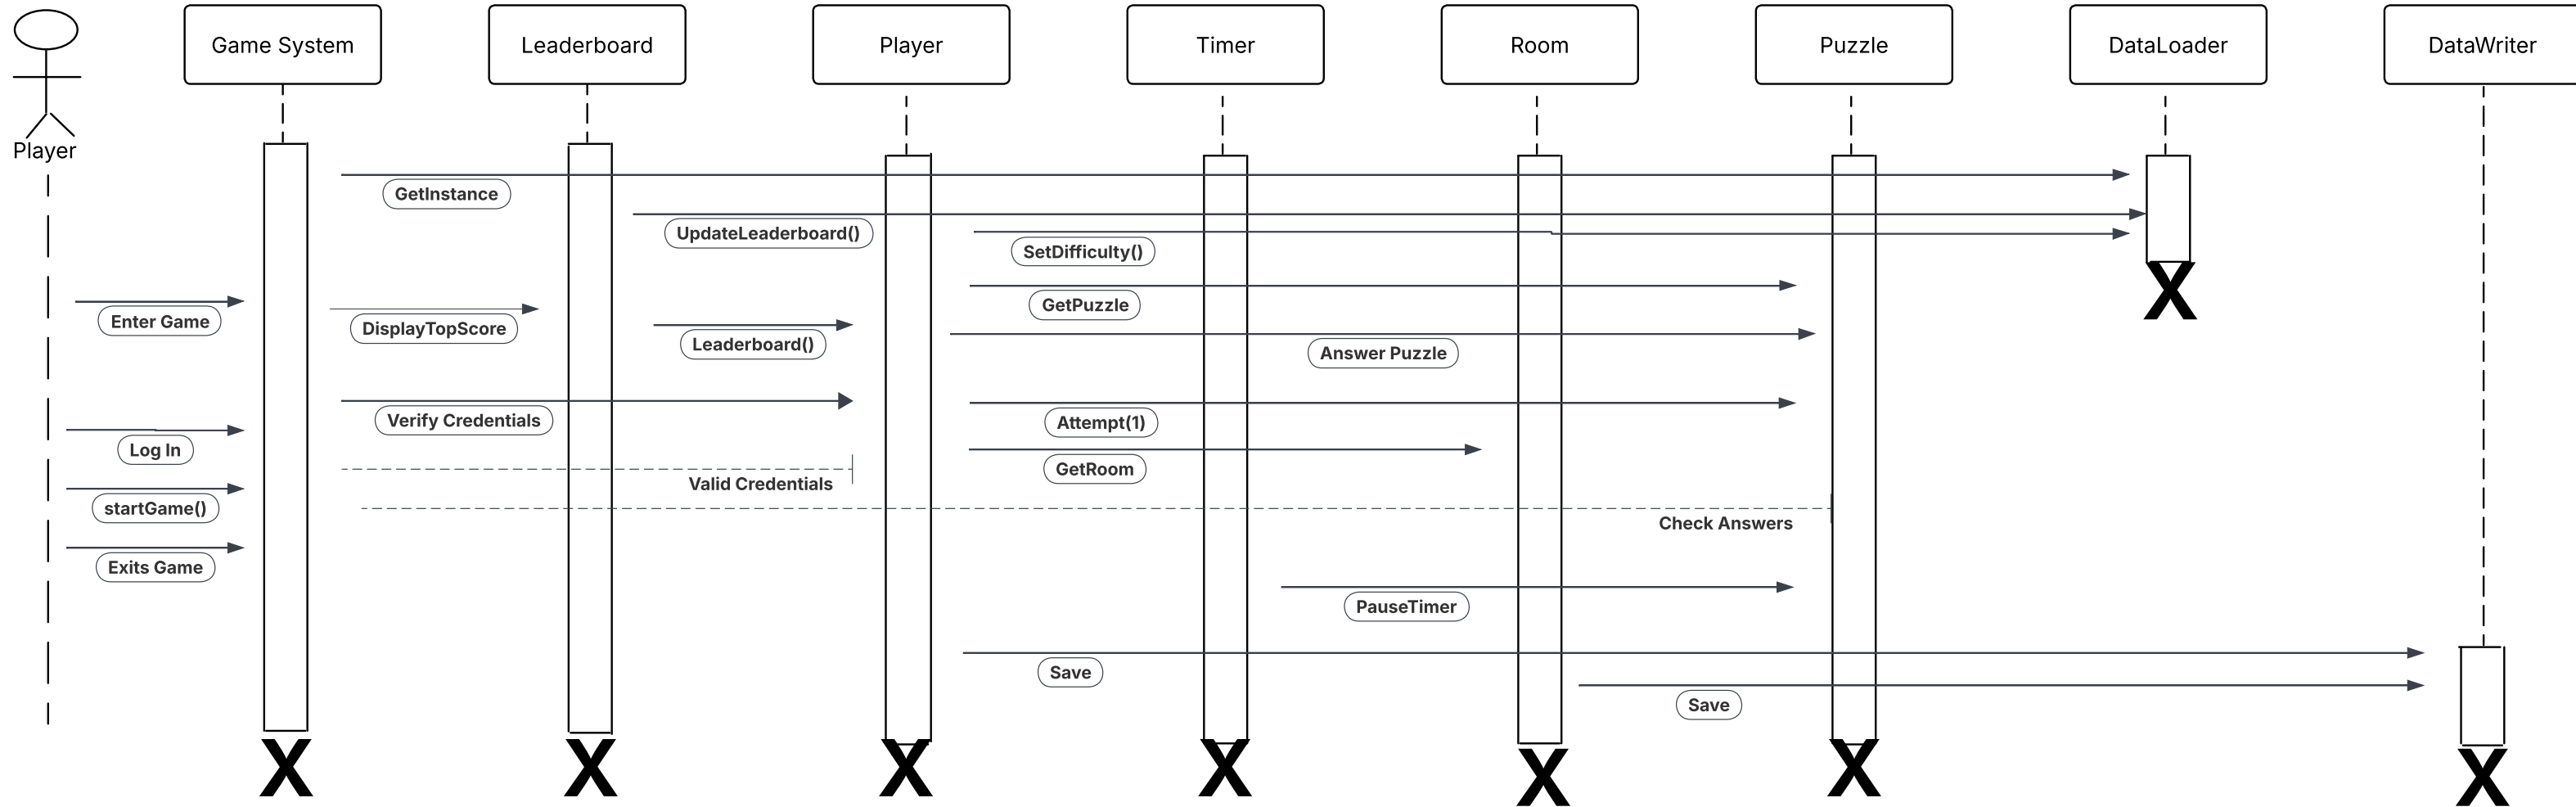 Game System
Leaderboard
Player
Timer
Room
Puzzle
DataLoader
DataWriter
Player
GetInstance
UpdateLeaderboard()
SetDifficulty()
GetPuzzle
Enter Game
DisplayTopScore
Leaderboard()
Answer Puzzle
Verify Credentials
Attempt(1)
Log In
GetRoom
Valid Credentials
startGame()
Check Answers
Exits Game
PauseTimer
Save
Save
X
X
X
X
X
X
X
X